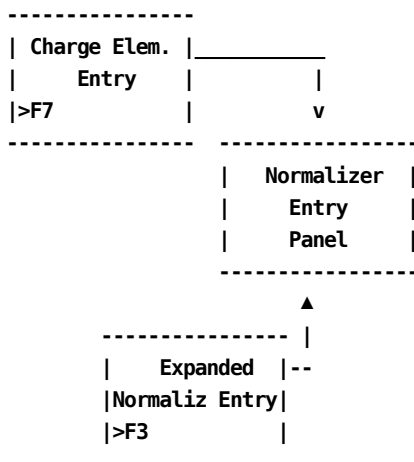 Charge Elem.
Entry
>F7
Normalizer
Entry
Panel
Expanded
Normaliz Entry
>F3